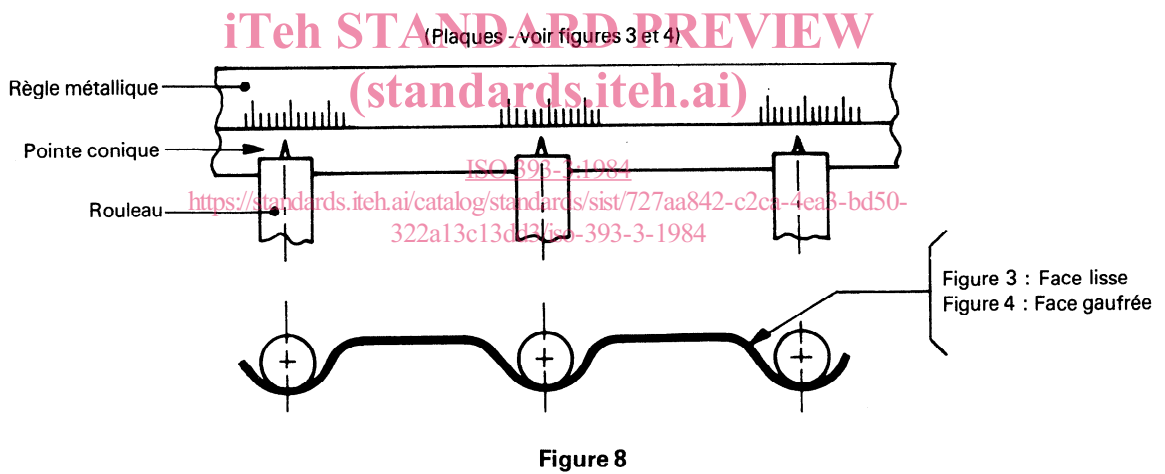 iTeh STANDARD PREVIEW
(Plaques - voir figures 3 et 4)
(standards.iteh.ai)
Règle métallique
Pointe conique
ISO 393-3:1984
https://standards.iteh.ai/catalog/standards/sist/727aa842-c2ca-4ea3-bd50-
322a13c13dd3/iso-393-3-1984
Rouleau
Figure 3 : Face lisse
Figure 4 : Face gaufrée
Figure 8